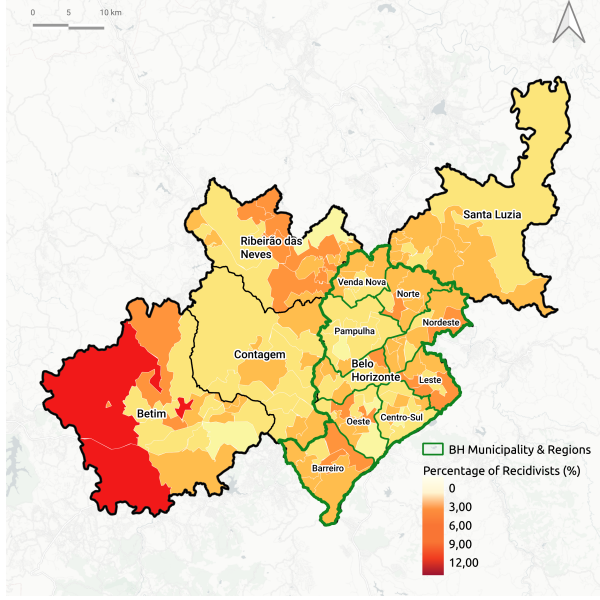 0 5 10 km
Santa Luzia
Ribeirão das
Neves
Venda Nova
Norte
Nordeste
Pampulha
Contagem
Belo
Horizonte
Leste
Betim
Oeste
Centro-Sul
Barreiro
BH Municipality & Regions
Percentage of Recidivists (%)
0
3,00
6,00
9,00
12,00